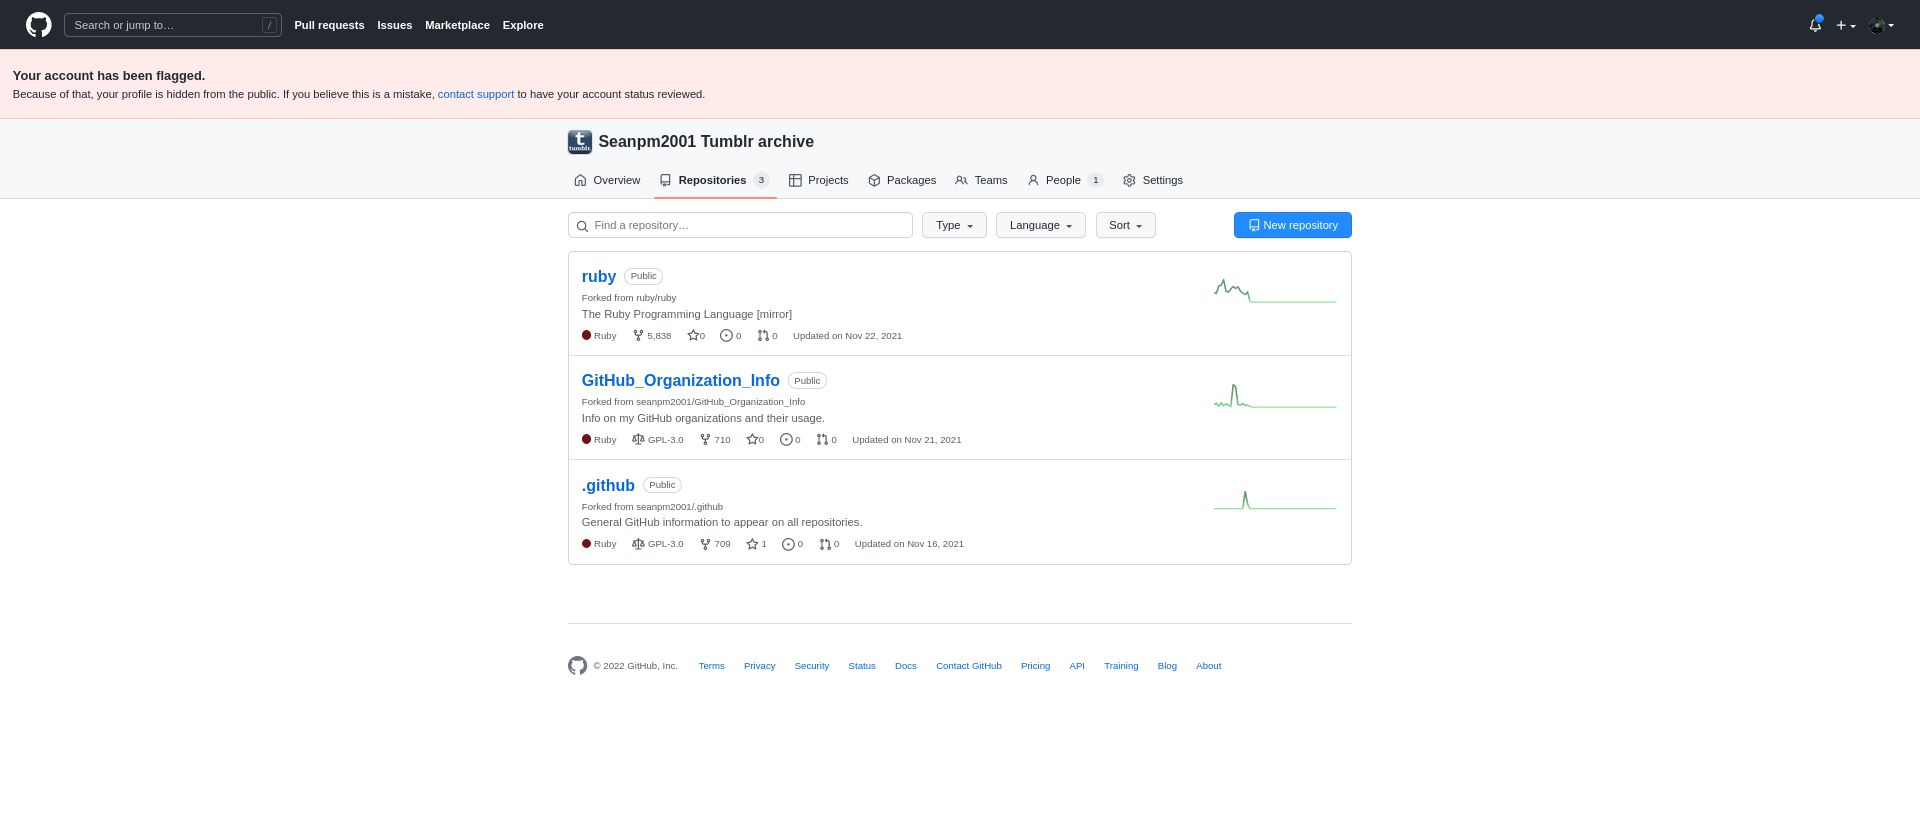 Search or jump to… /
Pull requests Issues Marketplace Explore
Your account has been flagged.
Because of that, your profile is hidden from the public. If you believe this is a mistake, contact support to have your account status reviewed.
t
tumblr.
Seanpm2001 Tumblr archive
Overview Repositories 3 Projects Packages Teams People 1 Settings
Find a repository… Type Language Sort New repository
ruby Public
Forked from ruby/ruby
The Ruby Programming Language [mirror]
Ruby 5,838 0 0 0 Updated on Nov 22, 2021
GitHub_Organization_Info Public
Forked from seanpm2001/GitHub_Organization_Info
Info on my GitHub organizations and their usage.
Ruby GPL-3.0 710 0 0 0 Updated on Nov 21, 2021
.github Public
Forked from seanpm2001/.github
General GitHub information to appear on all repositories.
Ruby GPL-3.0 709 1 0 0 Updated on Nov 16, 2021
© 2022 GitHub, Inc. Terms Privacy Security Status Docs Contact GitHub Pricing API Training Blog About